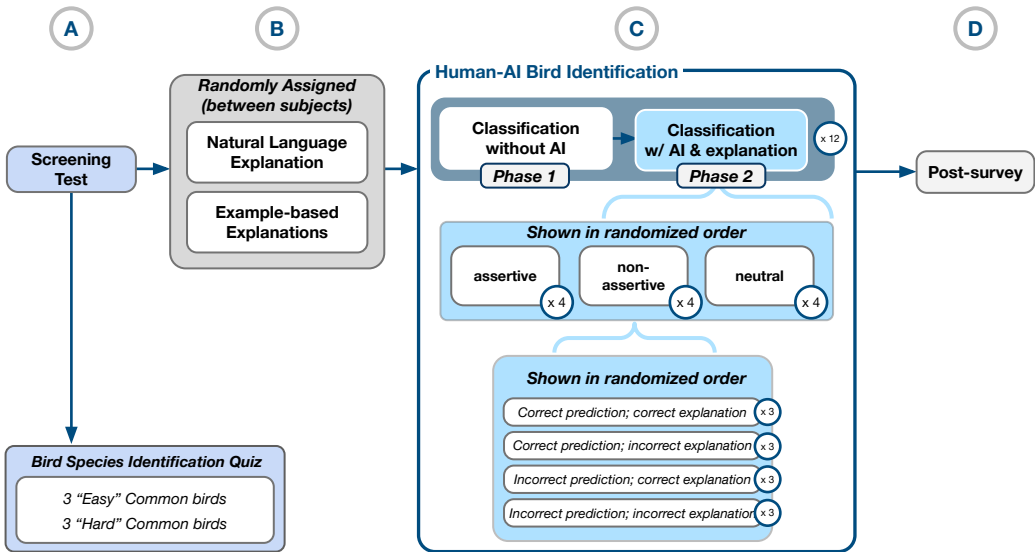 A
B
C
D
Screening
Test
Randomly Assigned
(between subjects)
Natural Language
Explanation
Example-based
Explanations
Human-AI Bird Identification
Classification
without AI
Phase 1
Classification
w/ AI & explanation
Phase 2
x 12
Shown in randomized order
assertive
x 4
non-
assertive
x 4
neutral
x 4
Shown in randomized order
Correct prediction; correct explanation
x 3
Correct prediction; incorrect explanation
x 3
Incorrect prediction; correct explanation
x 3
Incorrect prediction; incorrect explanation
x 3
Post-survey
Bird Species Identification Quiz
3 “Easy” Common birds
3 “Hard” Common birds